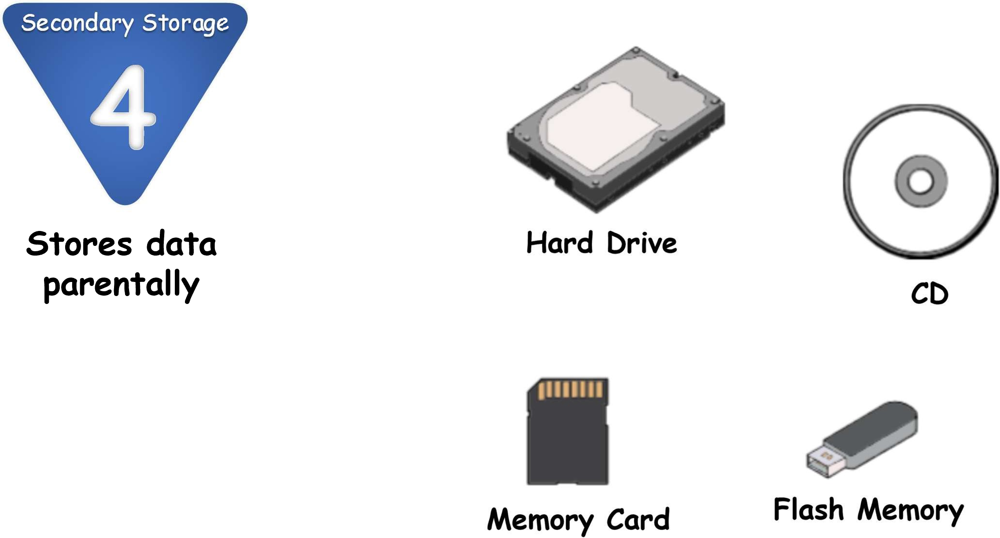 Secondary Storage
4
Stores data
parentally
Hard Drive
CD
Memory Card
Flash Memory